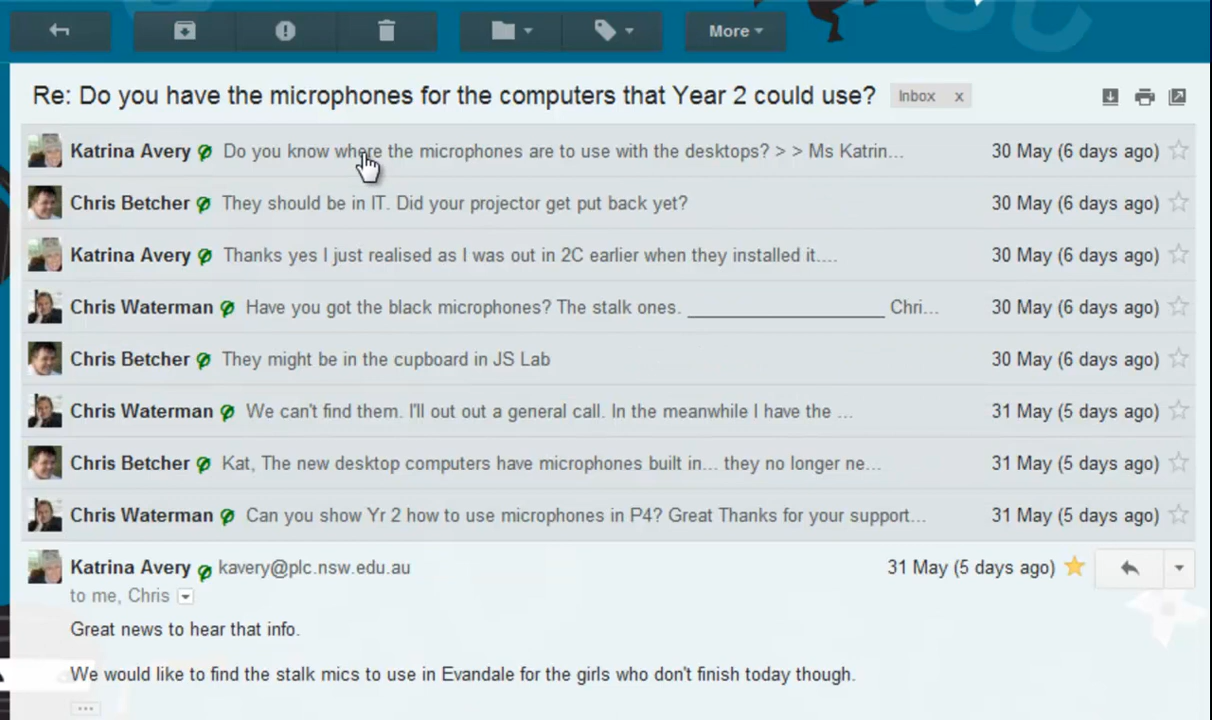 More
Re: Do you have the microphones for the computers that Year 2 could use? Inbox x
Katrina Avery Do you know where the microphones are to use with the desktops? > > Ms Katrin... 30 May (6 days ago)
Chris Betcher They should be in IT. Did your projector get put back yet? 30 May (6 days ago)
Katrina Avery Thanks yes I just realised as I was out in 2C earlier when they installed it.... 30 May (6 days ago)
Chris Waterman Have you got the black microphones? The stalk ones. __________________ Chri... 30 May (6 days ago)
Chris Betcher They might be in the cupboard in JS Lab 30 May (6 days ago)
Chris Waterman We can't find them. I'll out out a general call. In the meanwhile I have the ... 31 May (5 days ago)
Chris Betcher Kat, The new desktop computers have microphones built in... they no longer ne... 31 May (5 days ago)
Chris Waterman Can you show Yr 2 how to use microphones in P4? Great Thanks for your support... 31 May (5 days ago)
Katrina Avery kavery@plc.nsw.edu.au 31 May (5 days ago)
to me, Chris
Great news to hear that info.
We would like to find the stalk mics to use in Evandale for the girls who don't finish today though.
...